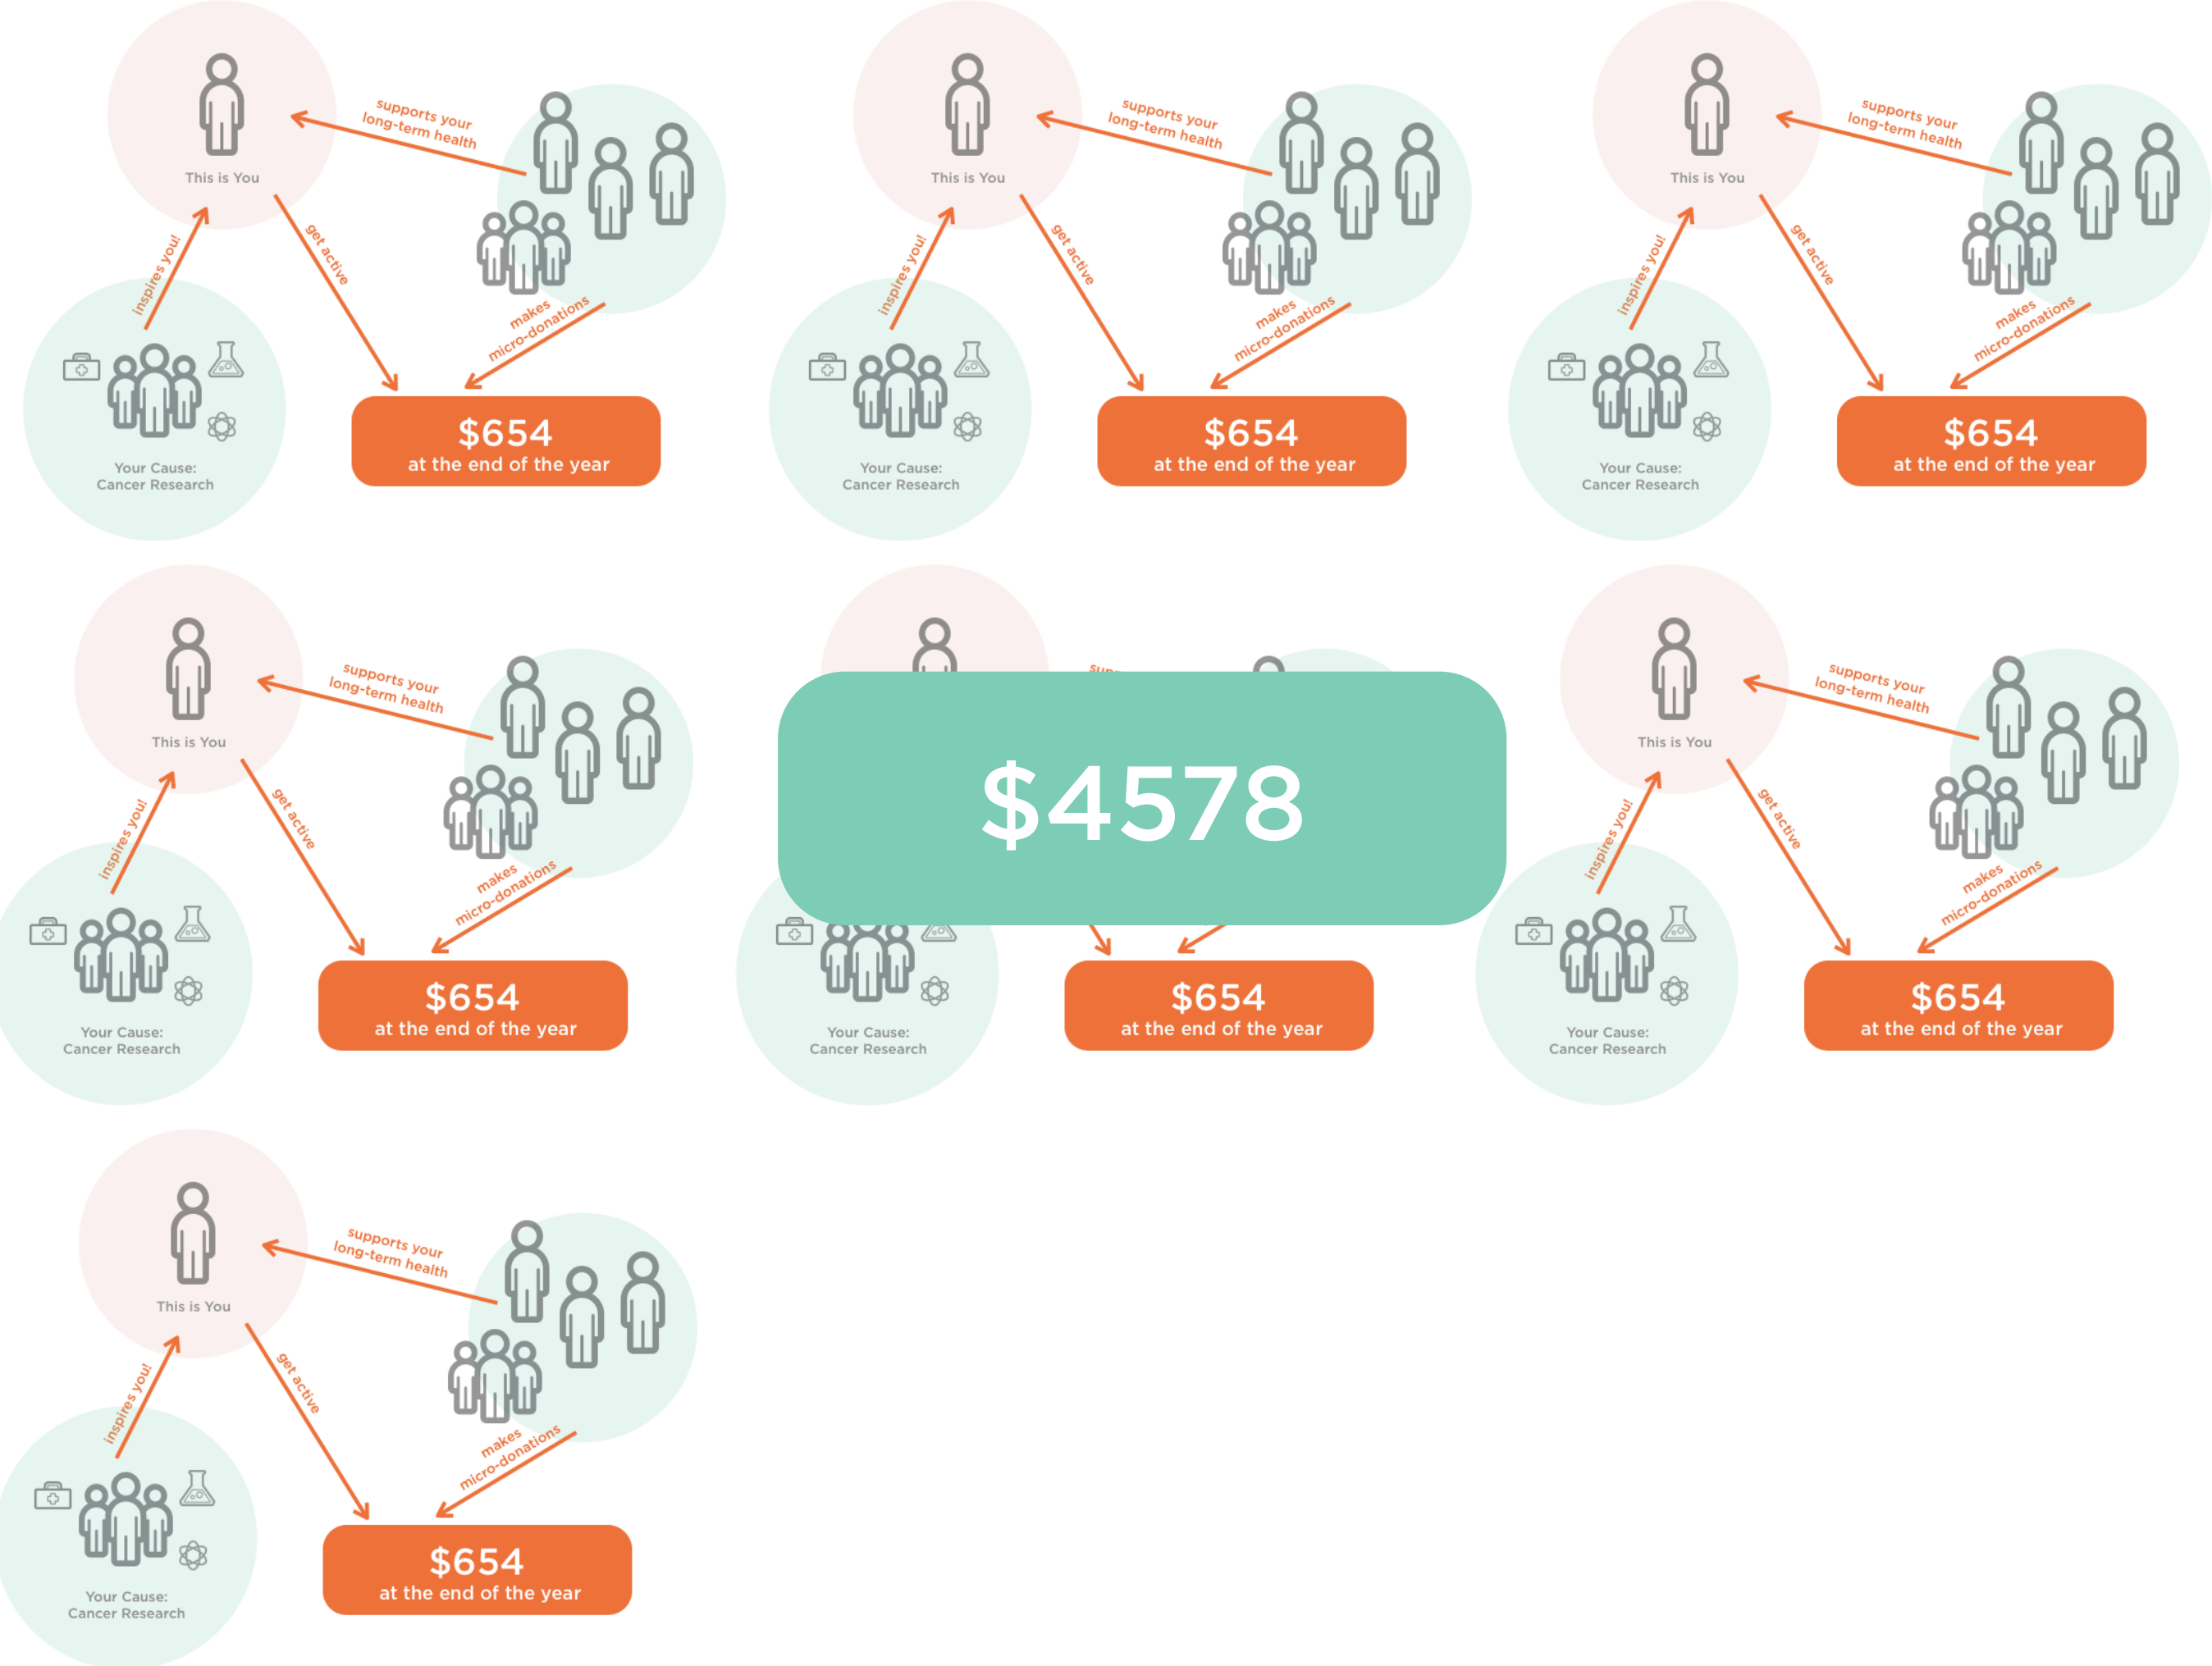 supports your
long-term health
This is You
get active
inspires you!
makes
micro-donations
$654
at the end of the year
Your Cause:
Cancer Research
supports your
long-term health
This is You
get active
inspires you!
makes
micro-donations
$654
at the end of the year
Your Cause:
Cancer Research
supports your
long-term health
This is You
get active
inspires you!
makes
micro-donations
$654
at the end of the year
Your Cause:
Cancer Research
supports your
long-term health
This is You
get active
inspires you!
makes
micro-donations
$654
at the end of the year
Your Cause:
Cancer Research
$4578
$654
at the end of the year
Your Cause:
Cancer Research
supports your
long-term health
This is You
get active
inspires you!
makes
micro-donations
$654
at the end of the year
Your Cause:
Cancer Research
supports your
long-term health
This is You
get active
inspires you!
makes
micro-donations
$654
at the end of the year
Your Cause:
Cancer Research